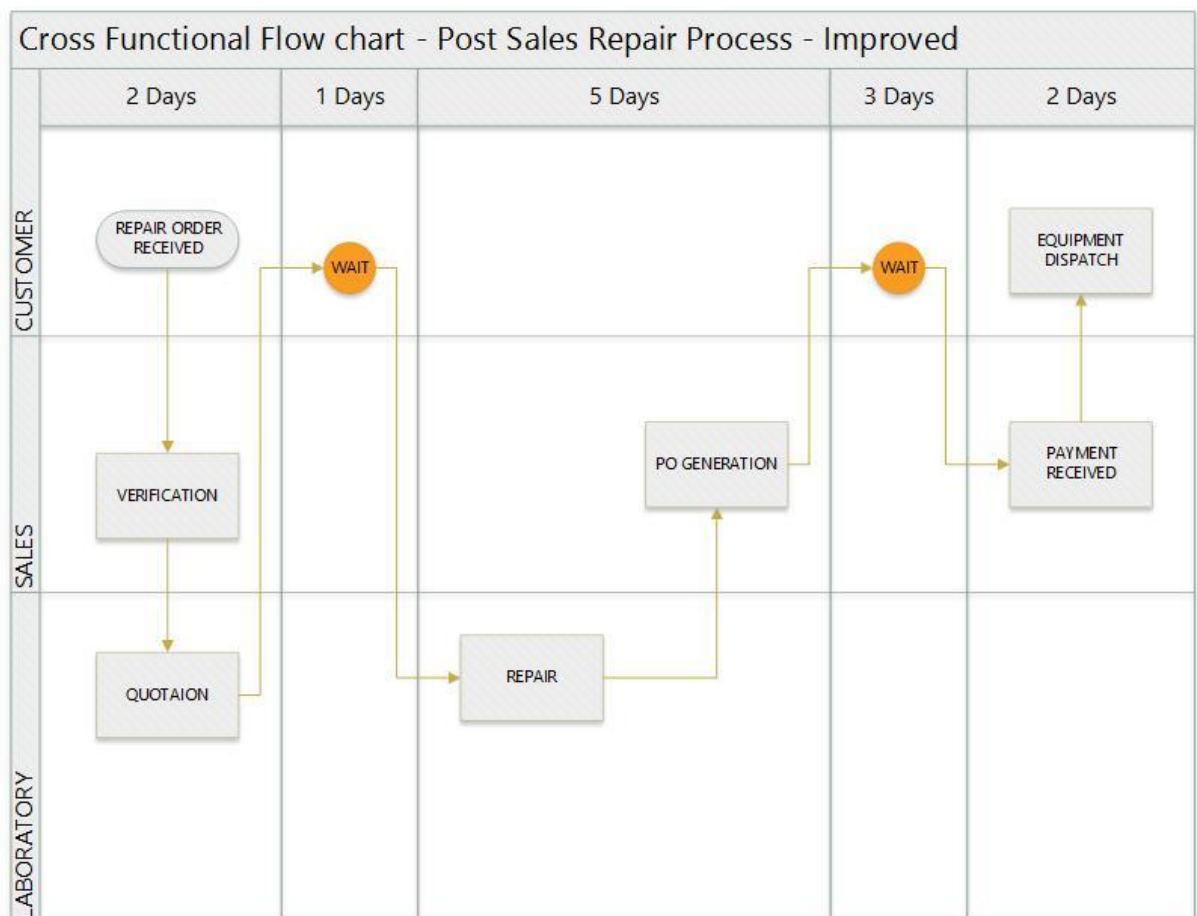 Cross Functional Flow chart - Post Sales Repair Process - Improved
2 Days
1 Days
5 Days
3 Days
2 Days
CUSTOMER
REPAIR ORDER
RECEIVED
WAIT
WAIT
EQUIPMENT
DISPATCH
SALES
VERIFICATION
PO GENERATION
PAYMENT
RECEIVED
LABORATORY
QUOTAION
REPAIR